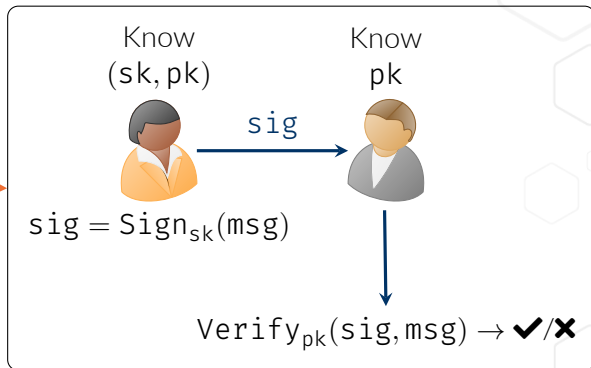 Know
(sk, pk)
Know
pk
sig
sig = Sign_sk(msg)
Verify_pk(sig,msg) → ✔/✖